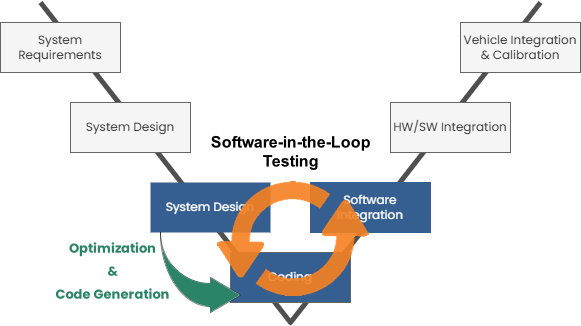 System
Requirements
Vehicle Integration
& Calibration
System Design
HW/SW Integration
Software-in-the-Loop
Testing
System Design
Software
Integration
Optimization
&
Code Generation
Coding